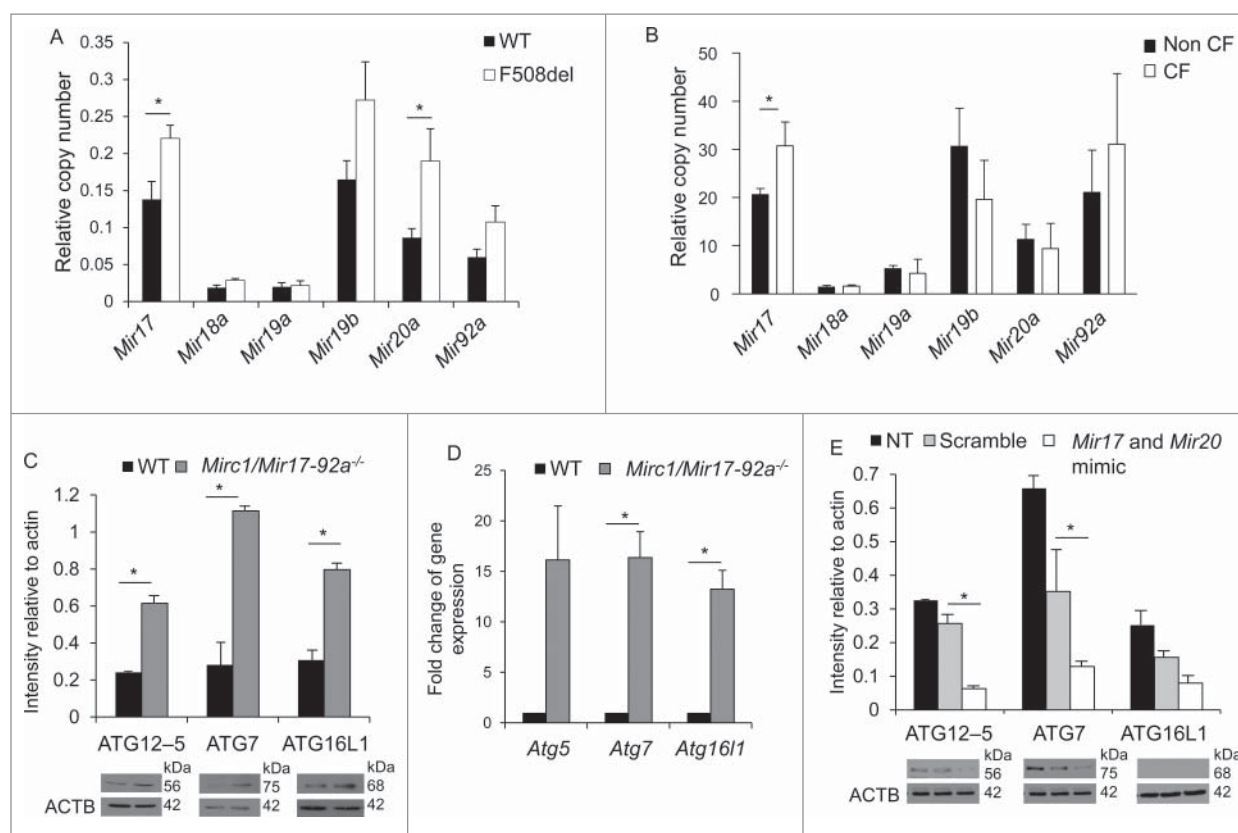 A
WT
F508del
Relative copy number
0.35
0.3
0.25
0.2
0.15
0.1
0.05
0
*
*
Mir17
Mir18a
Mir19a
Mir19b
Mir20a
Mir92a
B
Non CF
CF
Relative copy number
50
40
30
20
10
0
*
Mir17
Mir18a
Mir19a
Mir19b
Mir20a
Mir92a
C
WT Mirc1/Mir17-92a-/-
Intensity relative to actin
1.2
1
0.8
0.6
0.4
0.2
0
*
*
*
ATG12–5 ATG7 ATG16L1
kDa kDa kDa
56 75 68
ACTB 42 42 42
D
WT Mirc1/Mir17-92a-/-
Fold change of gene
expression
25
20
15
10
5
0
*
*
Atg5 Atg7 Atg16l1
E
NT Scramble Mir17 and Mir20
mimic
Intensity relative to actin
0.7
0.6
0.5
0.4
0.3
0.2
0.1
0
*
*
ATG12–5 ATG7 ATG16L1
kDa kDa kDa
56 75 68
ACTB 42 42 42